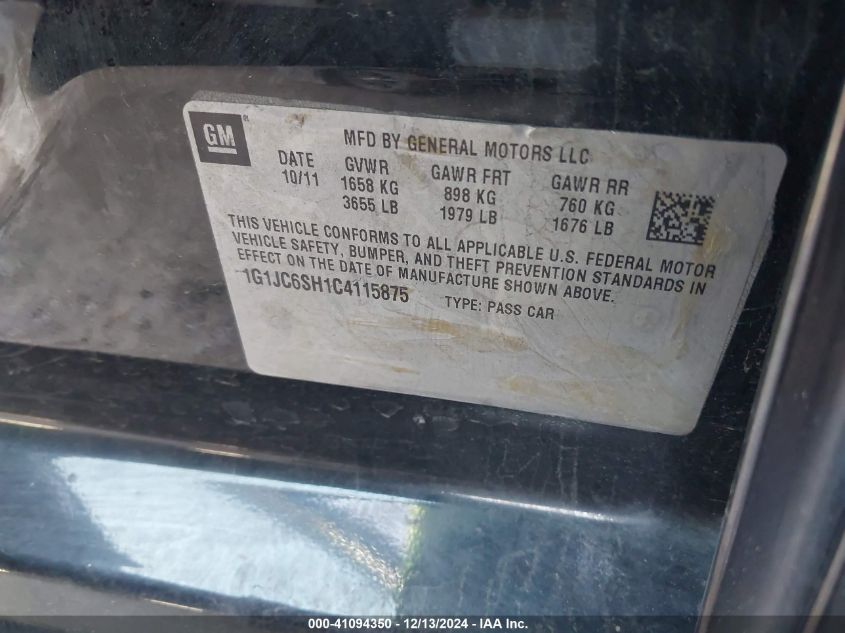 GM
MFD BY GENERAL MOTORS LLC
DATE GVWR GAWR FRT GAWR RR
10/11 1658 KG 898 KG 760 KG
3655 LB 1979 LB 1676 LB
THIS VEHICLE CONFORMS TO ALL APPLICABLE U.S. FEDERAL MOTOR
VEHICLE SAFETY, BUMPER, AND THEFT PREVENTION STANDARDS IN
EFFECT ON THE DATE OF MANUFACTURE SHOWN ABOVE.
1G1JC6SH1C4115875 TYPE: PASS CAR
000-41094350 - 12/13/2024 - IAA Inc.